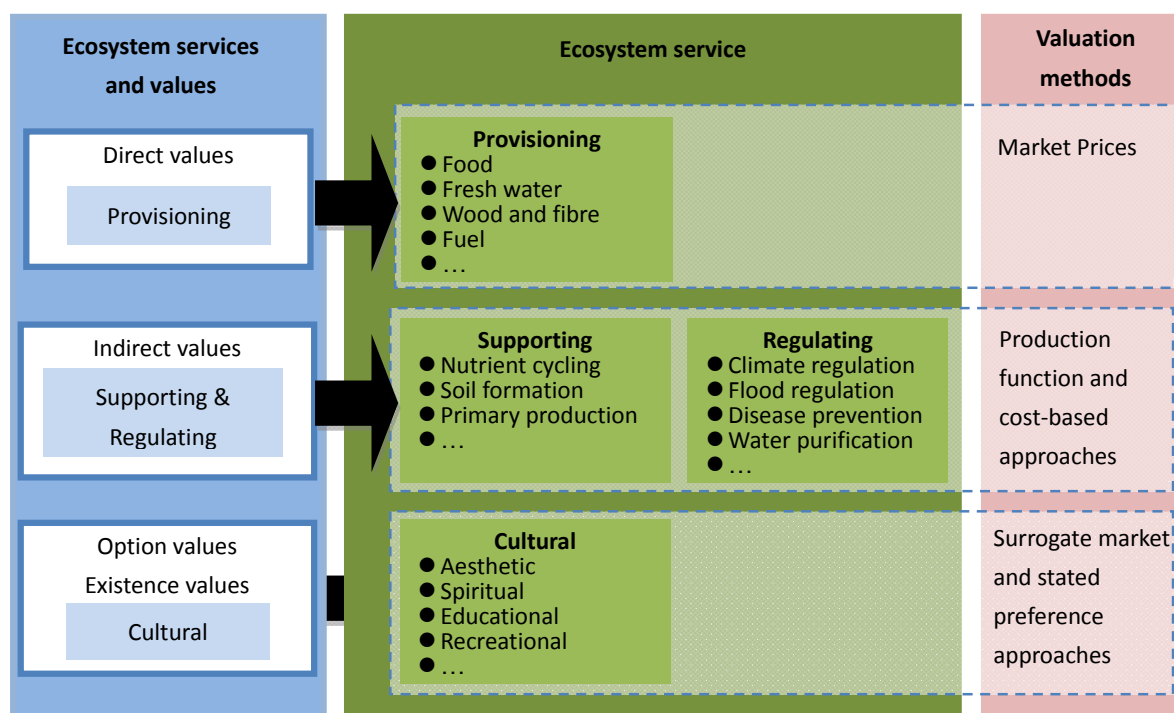 Ecosystem services
and values
Ecosystem service
Valuation
methods
Direct values
Provisioning
Provisioning
● Food
● Fresh water
● Wood and fibre
● Fuel
● …
Market Prices
Indirect values
Supporting &
Regulating
Supporting
● Nutrient cycling
● Soil formation
● Primary production
● …
Regulating
● Climate regulation
● Flood regulation
● Disease prevention
● Water purification
● …
Production
function and
cost-based
approaches
Option values
Existence values
Cultural
Cultural
● Aesthetic
● Spiritual
● Educational
● Recreational
● …
Surrogate market
and stated
preference
approaches